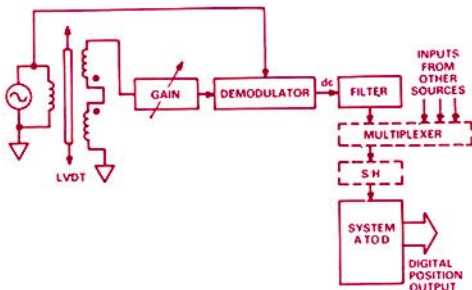 INPUTS
FROM
OTHER
SOURCES
GAIN
DEMODULATOR
dc
FILTER
MULTIPLEXER
LVDT
S H
SYSTEM
A TO D
DIGITAL
POSITION
OUTPUT